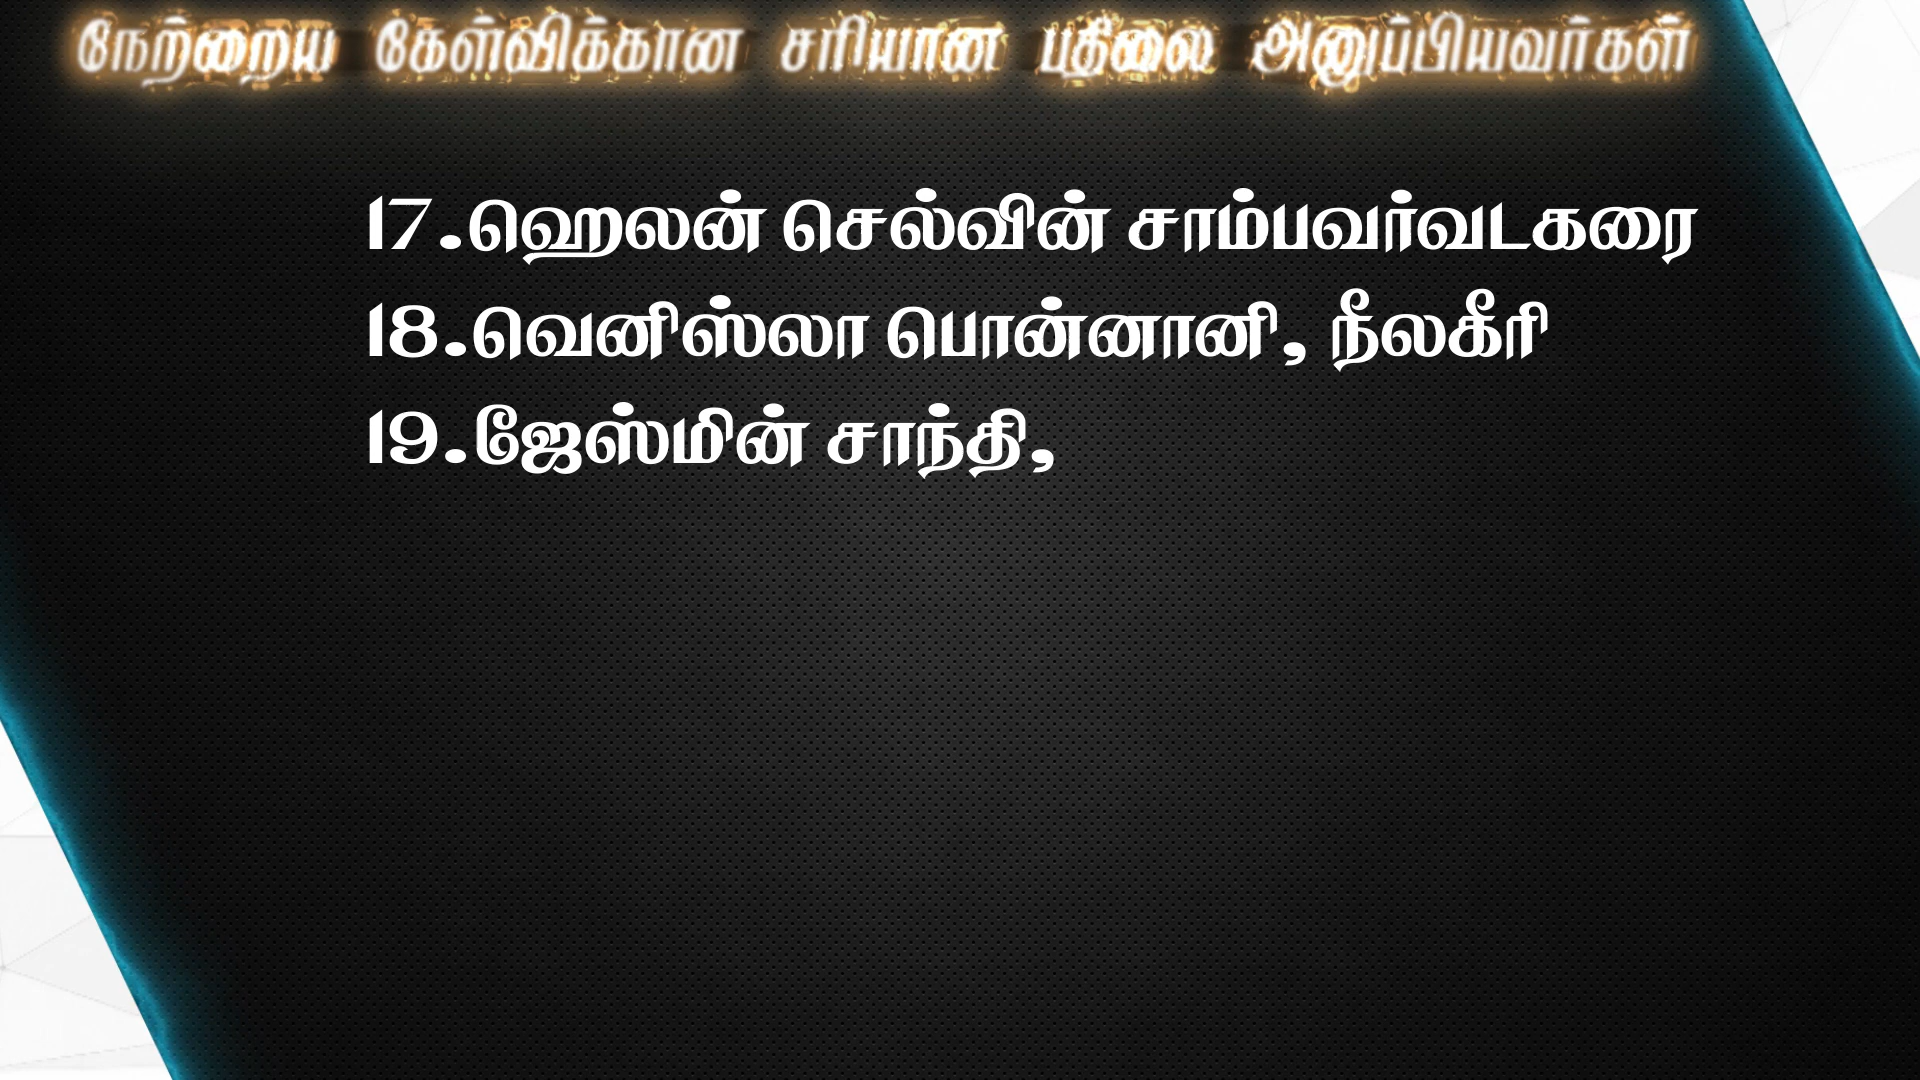 நேற்றைய கேள்விக்கான சரியான பதிலை அனுப்பியவர்கள்
17.ஹெலன் செல்வின் சாம்பவர்வடகரை
18.வெனிஸ்லா பொன்னானி, நீலகீரி
19.ஜேஸ்மின் சாந்தி,